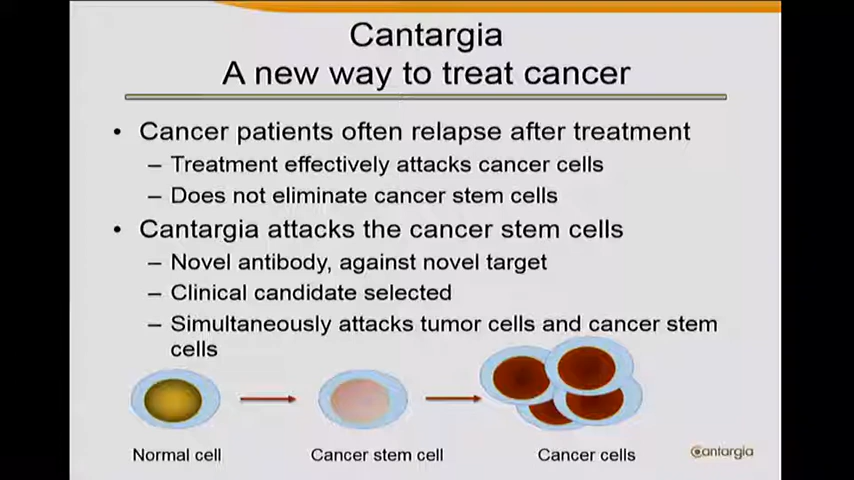 Cantargia
A new way to treat cancer
• Cancer patients often relapse after treatment
– Treatment effectively attacks cancer cells
– Does not eliminate cancer stem cells
• Cantargia attacks the cancer stem cells
– Novel antibody, against novel target
– Clinical candidate selected
– Simultaneously attacks tumor cells and cancer stem
cells
Normal cell
Cancer stem cell
Cancer cells
Cantargia